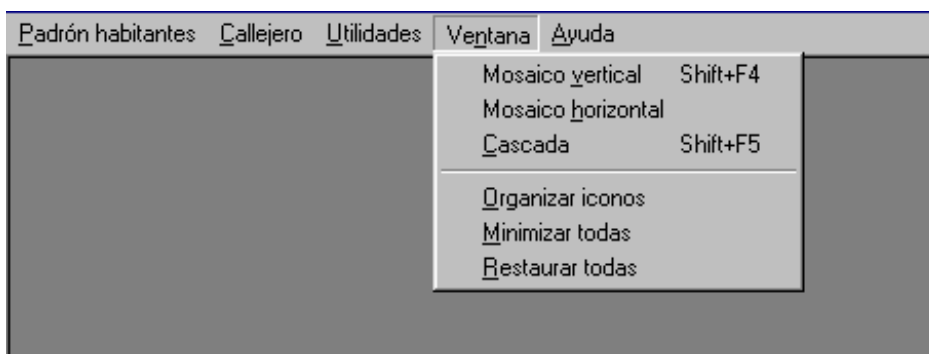 Padrón habitantes Callejero Utilidades Ventana Ayuda
Mosaico vertical Shift+F4
Mosaico horizontal
Cascada Shift+F5
Organizar iconos
Minimizar todas
Restaurar todas